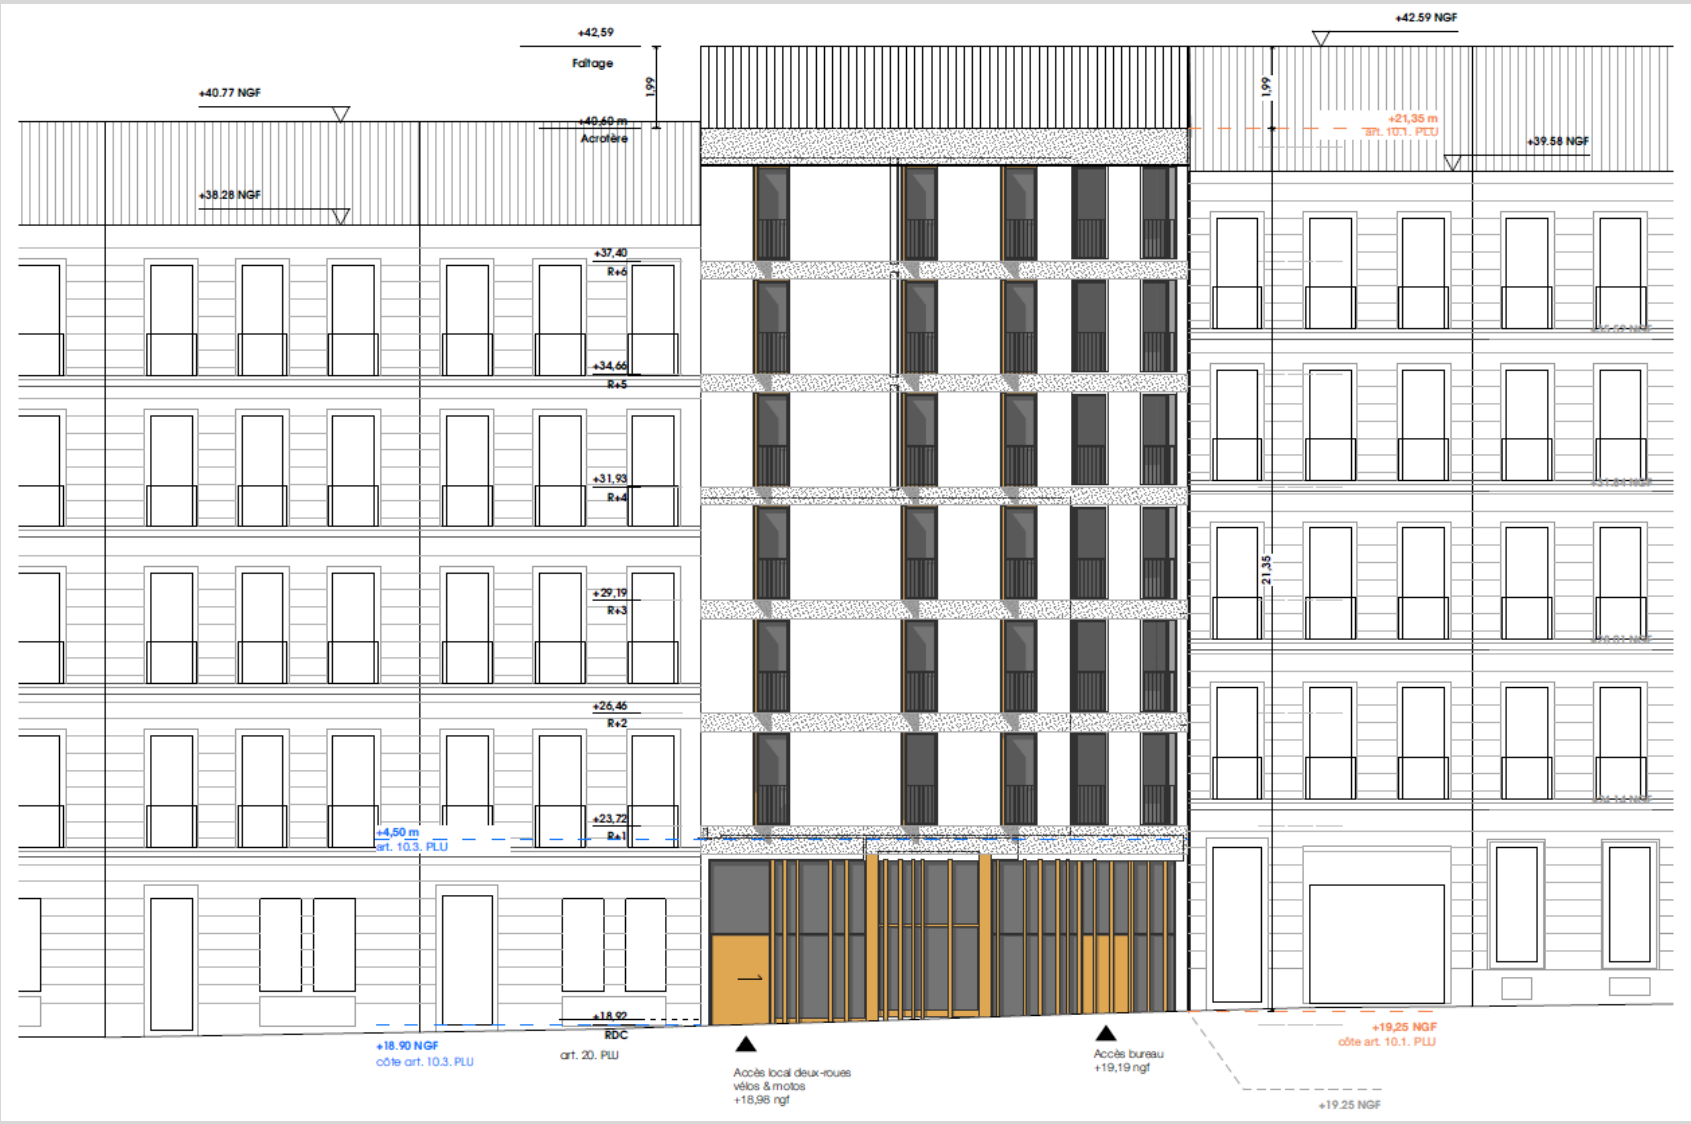 +42.59 NGF
+42,59
Faîtage
1,99
1,99
+40.77 NGF
+40,60 m
Acrotère
+21,35 m
art. 10.1. PLU
+39.58 NGF
+38.28 NGF
+37,40
R+6
+34,66
R+5
+31,93
R+4
21,35
+29,19
R+3
+26,46
R+2
+23,72
R+1
+4,50 m
art. 10.3. PLU
+18,92
RDC
art. 20. PLU
+18.90 NGF
côte art. 10.3. PLU
+19,25 NGF
côte art. 10.1. PLU
Accès bureau
+19,19 ngf
Accès local deux-roues
vélos & motos
+18,98 ngf
+19.25 NGF